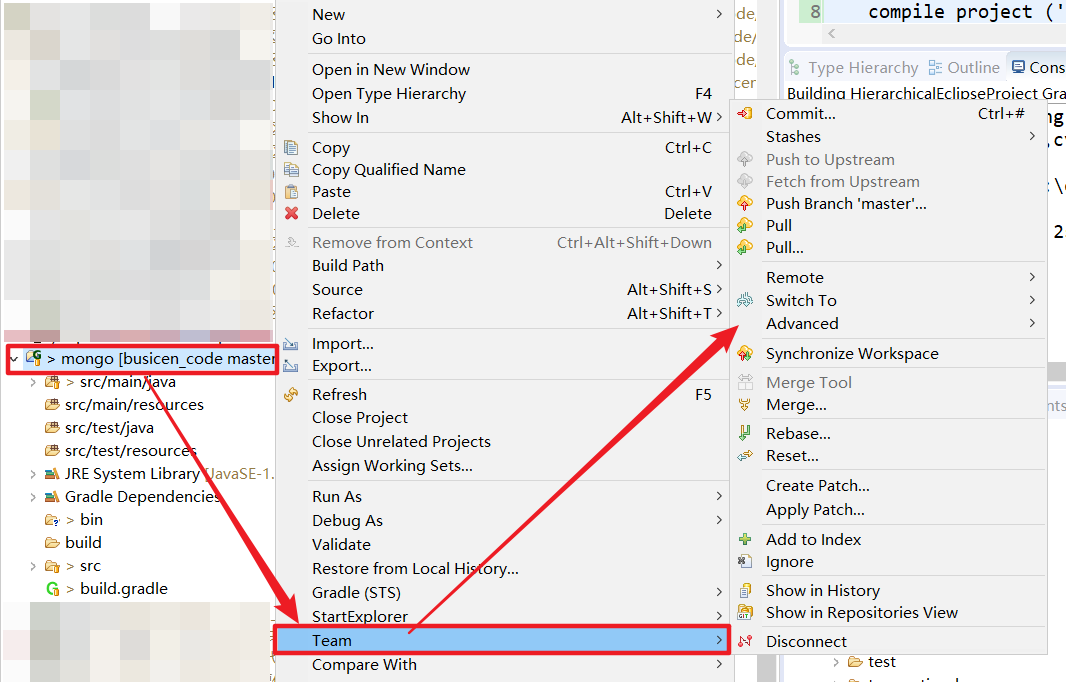 New
Go Into
Open in New Window
Open Type Hierarchy F4
Show In Alt+Shift+W
Copy Ctrl+C
Copy Qualified Name
Paste Ctrl+V
Delete Delete
Remove from Context Ctrl+Alt+Shift+Down
Build Path
Source Alt+Shift+S
Refactor Alt+Shift+T
Import...
Export...
Refresh F5
Close Project
Close Unrelated Projects
Assign Working Sets...
Run As
Debug As
Validate
Restore from Local History...
Gradle (STS)
StartExplorer
Team
Compare With
> mongo [busicen_code master
> src/main/java
src/main/resources
src/test/java
src/test/resources
JRE System Library [JavaSE-1.
Gradle Dependencies
> bin
build
> src
> build.gradle
8 compile project ('
Type Hierarchy Outline Cons
Building HierarchicalEclipseProject Gra
Commit... Ctrl+#
Stashes
Push to Upstream
Fetch from Upstream
Push Branch 'master'...
Pull
Pull...
Remote
Switch To
Advanced
Synchronize Workspace
Merge Tool
Merge...
Rebase...
Reset...
Create Patch...
Apply Patch...
Add to Index
Ignore
Show in History
Show in Repositories View
Disconnect
test